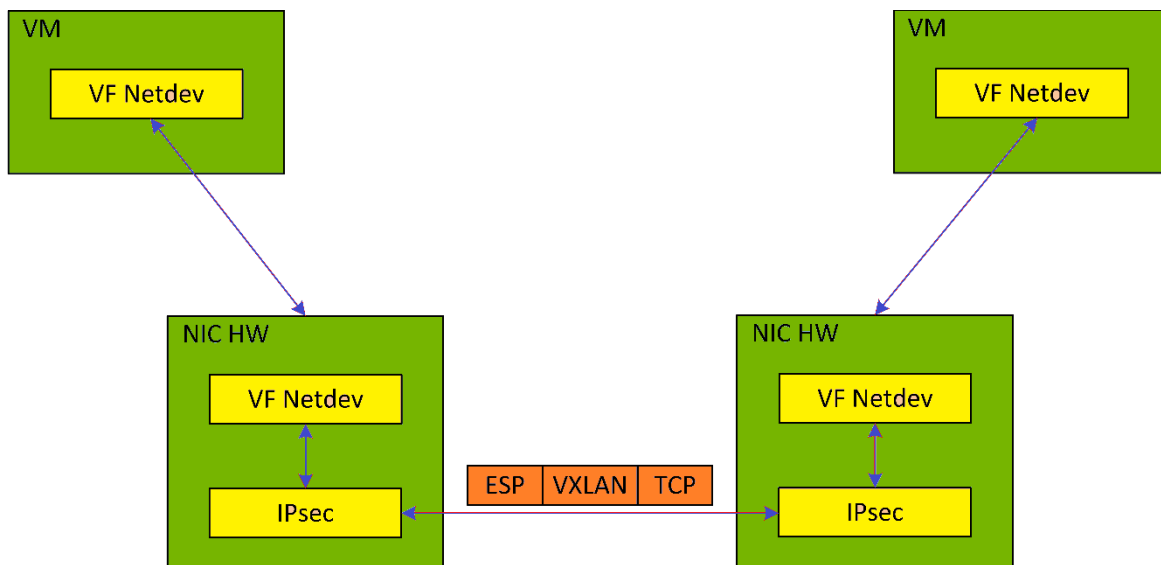 VM
VF Netdev
VM
VF Netdev
NIC HW
VF Netdev
IPsec
ESP VXLAN TCP
NIC HW
VF Netdev
IPsec